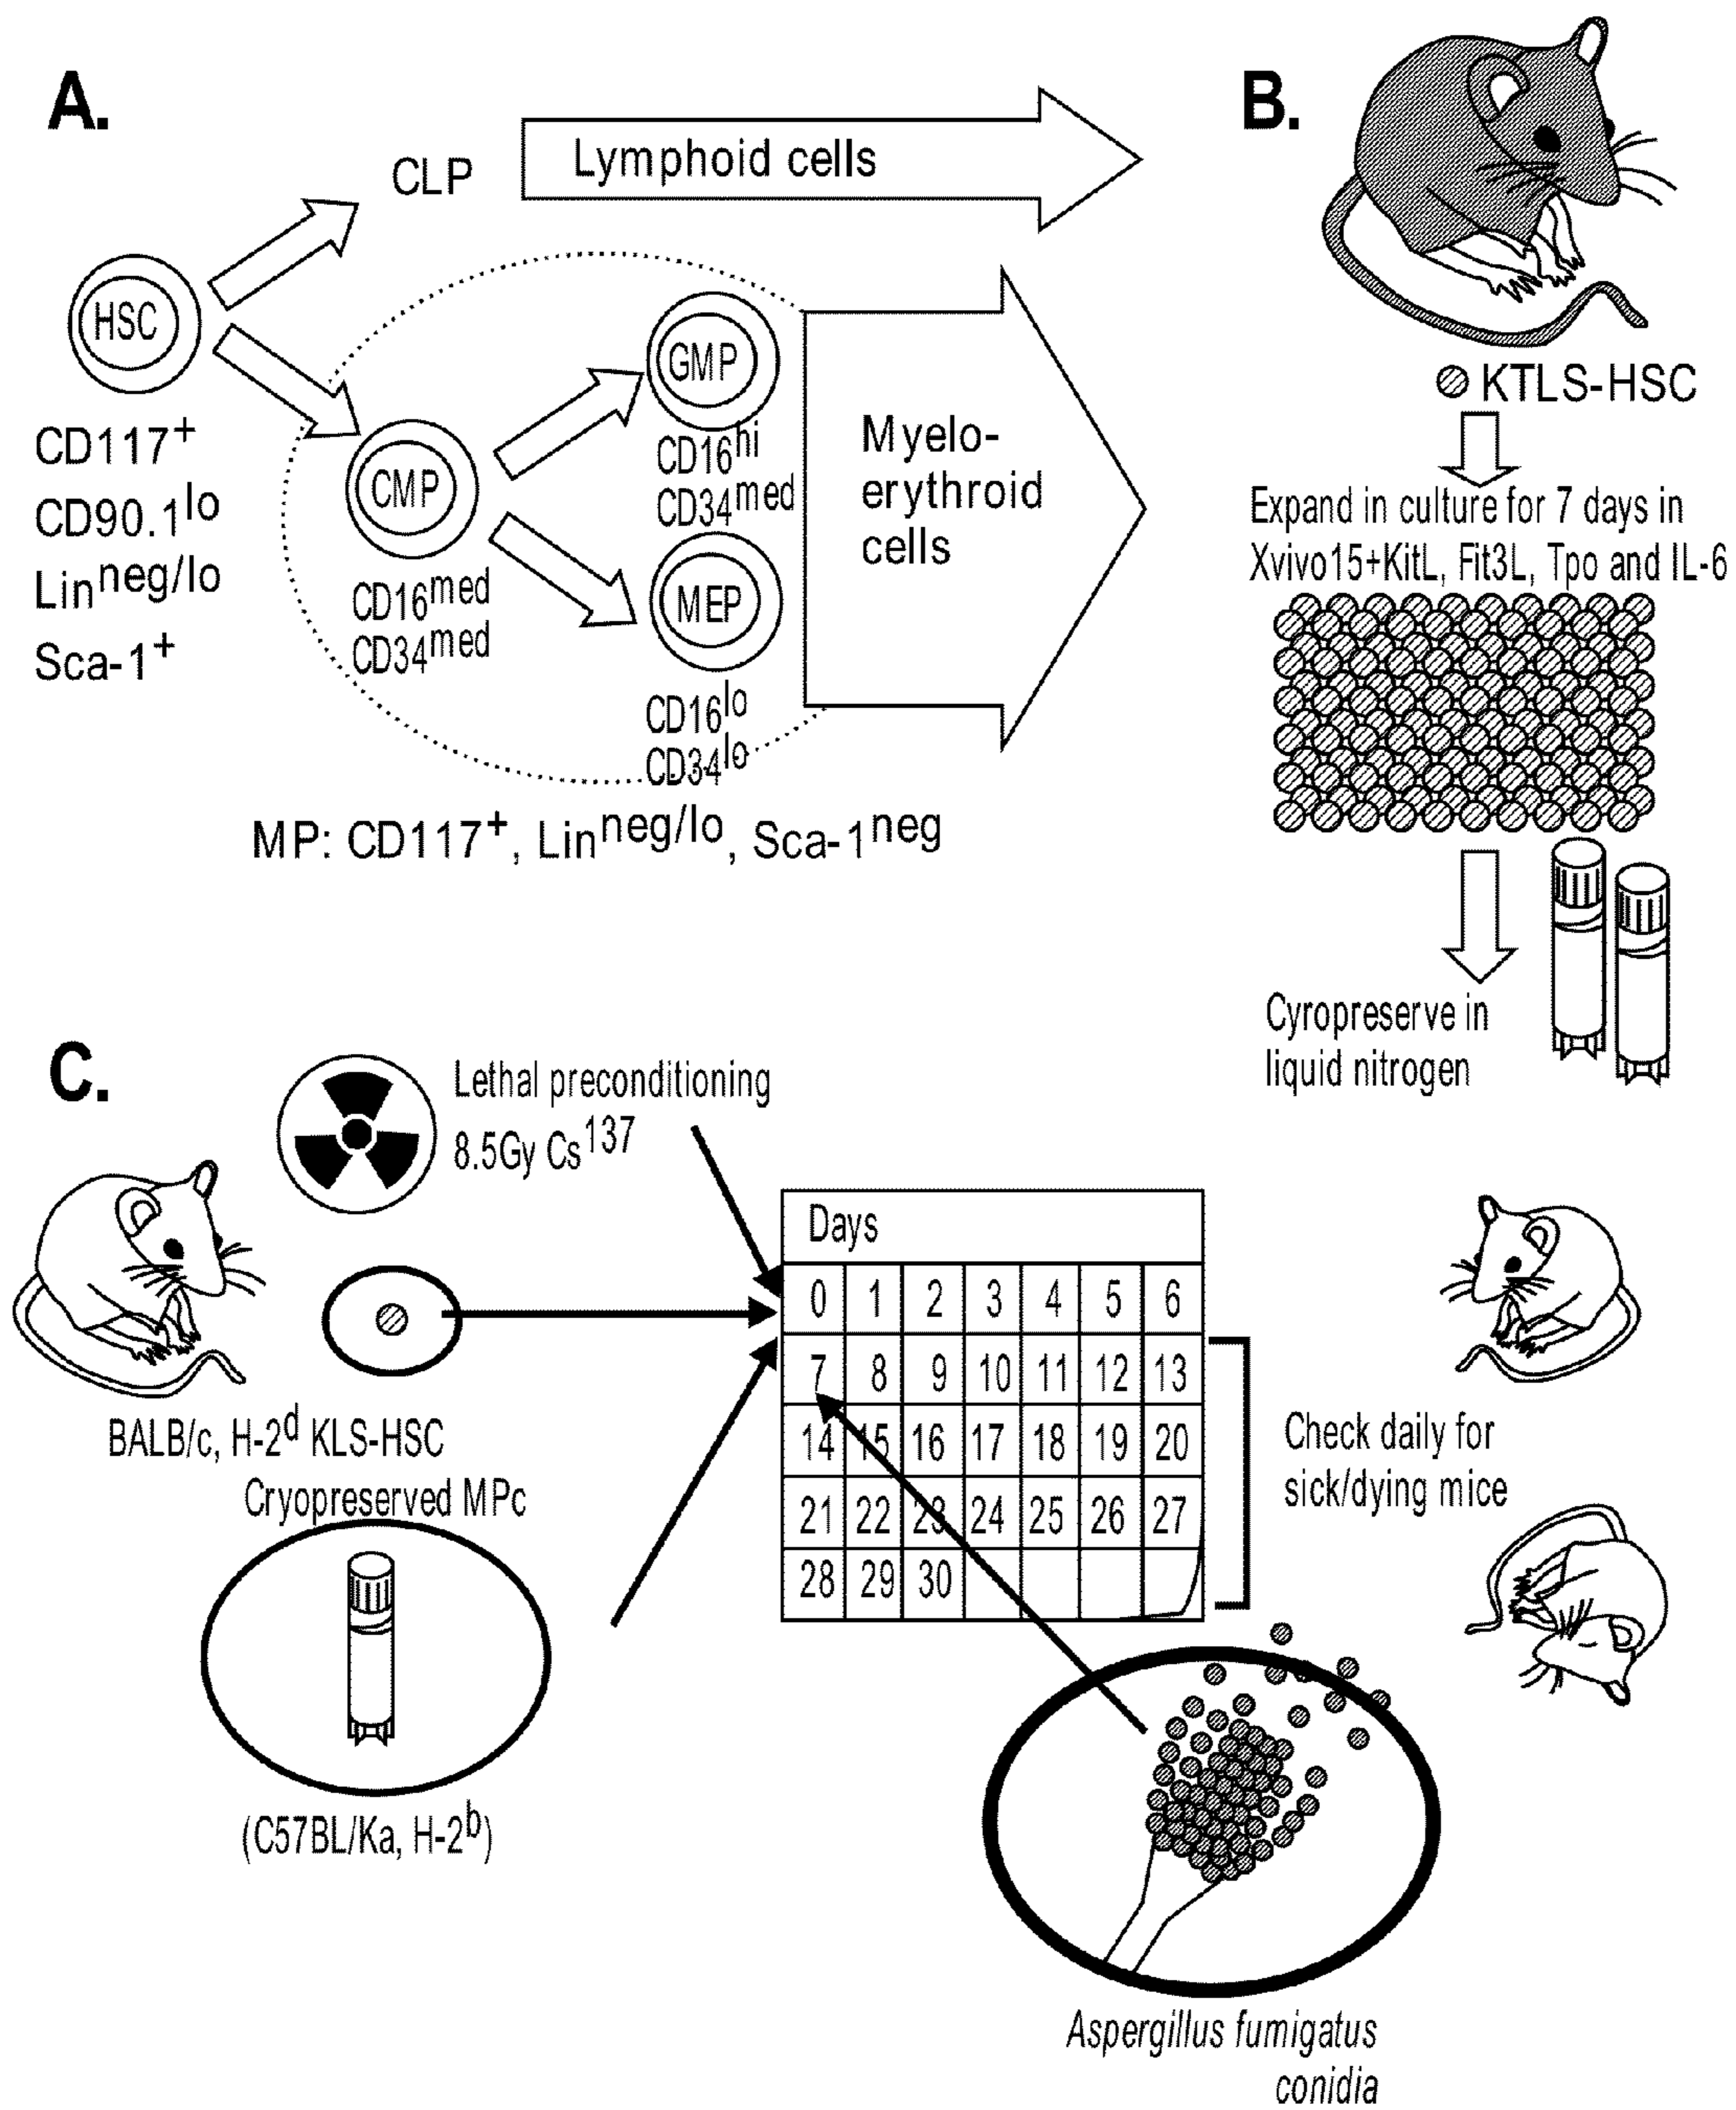 A.
CLP
Lymphoid cells
HSC
CD117+
CD90.1lo
Linneg/lo
Sca-1+
CMP
CD16med
CD34med
GMP
CD16hi
CD34med
MEP
CD16lo
CD34lo
Myelo-
erythroid
cells
MP: CD117+, Linneg/lo, Sca-1neg
B.
KTLS-HSC
Expand in culture for 7 days in
Xvivo15+KitL, Fit3L, Tpo and IL-6
Cyropreserve in
liquid nitrogen
C.
Lethal preconditioning
8.5Gy Cs137
BALB/c, H-2d KLS-HSC
Cryopreserved MPc
(C57BL/Ka, H-2b)
Days
0 1 2 3 4 5 6
7 8 9 10 11 12 13
14 15 16 17 18 19 20
21 22 23 24 25 26 27
28 29 30
Check daily for
sick/dying mice
Aspergillus fumigatus
conidia